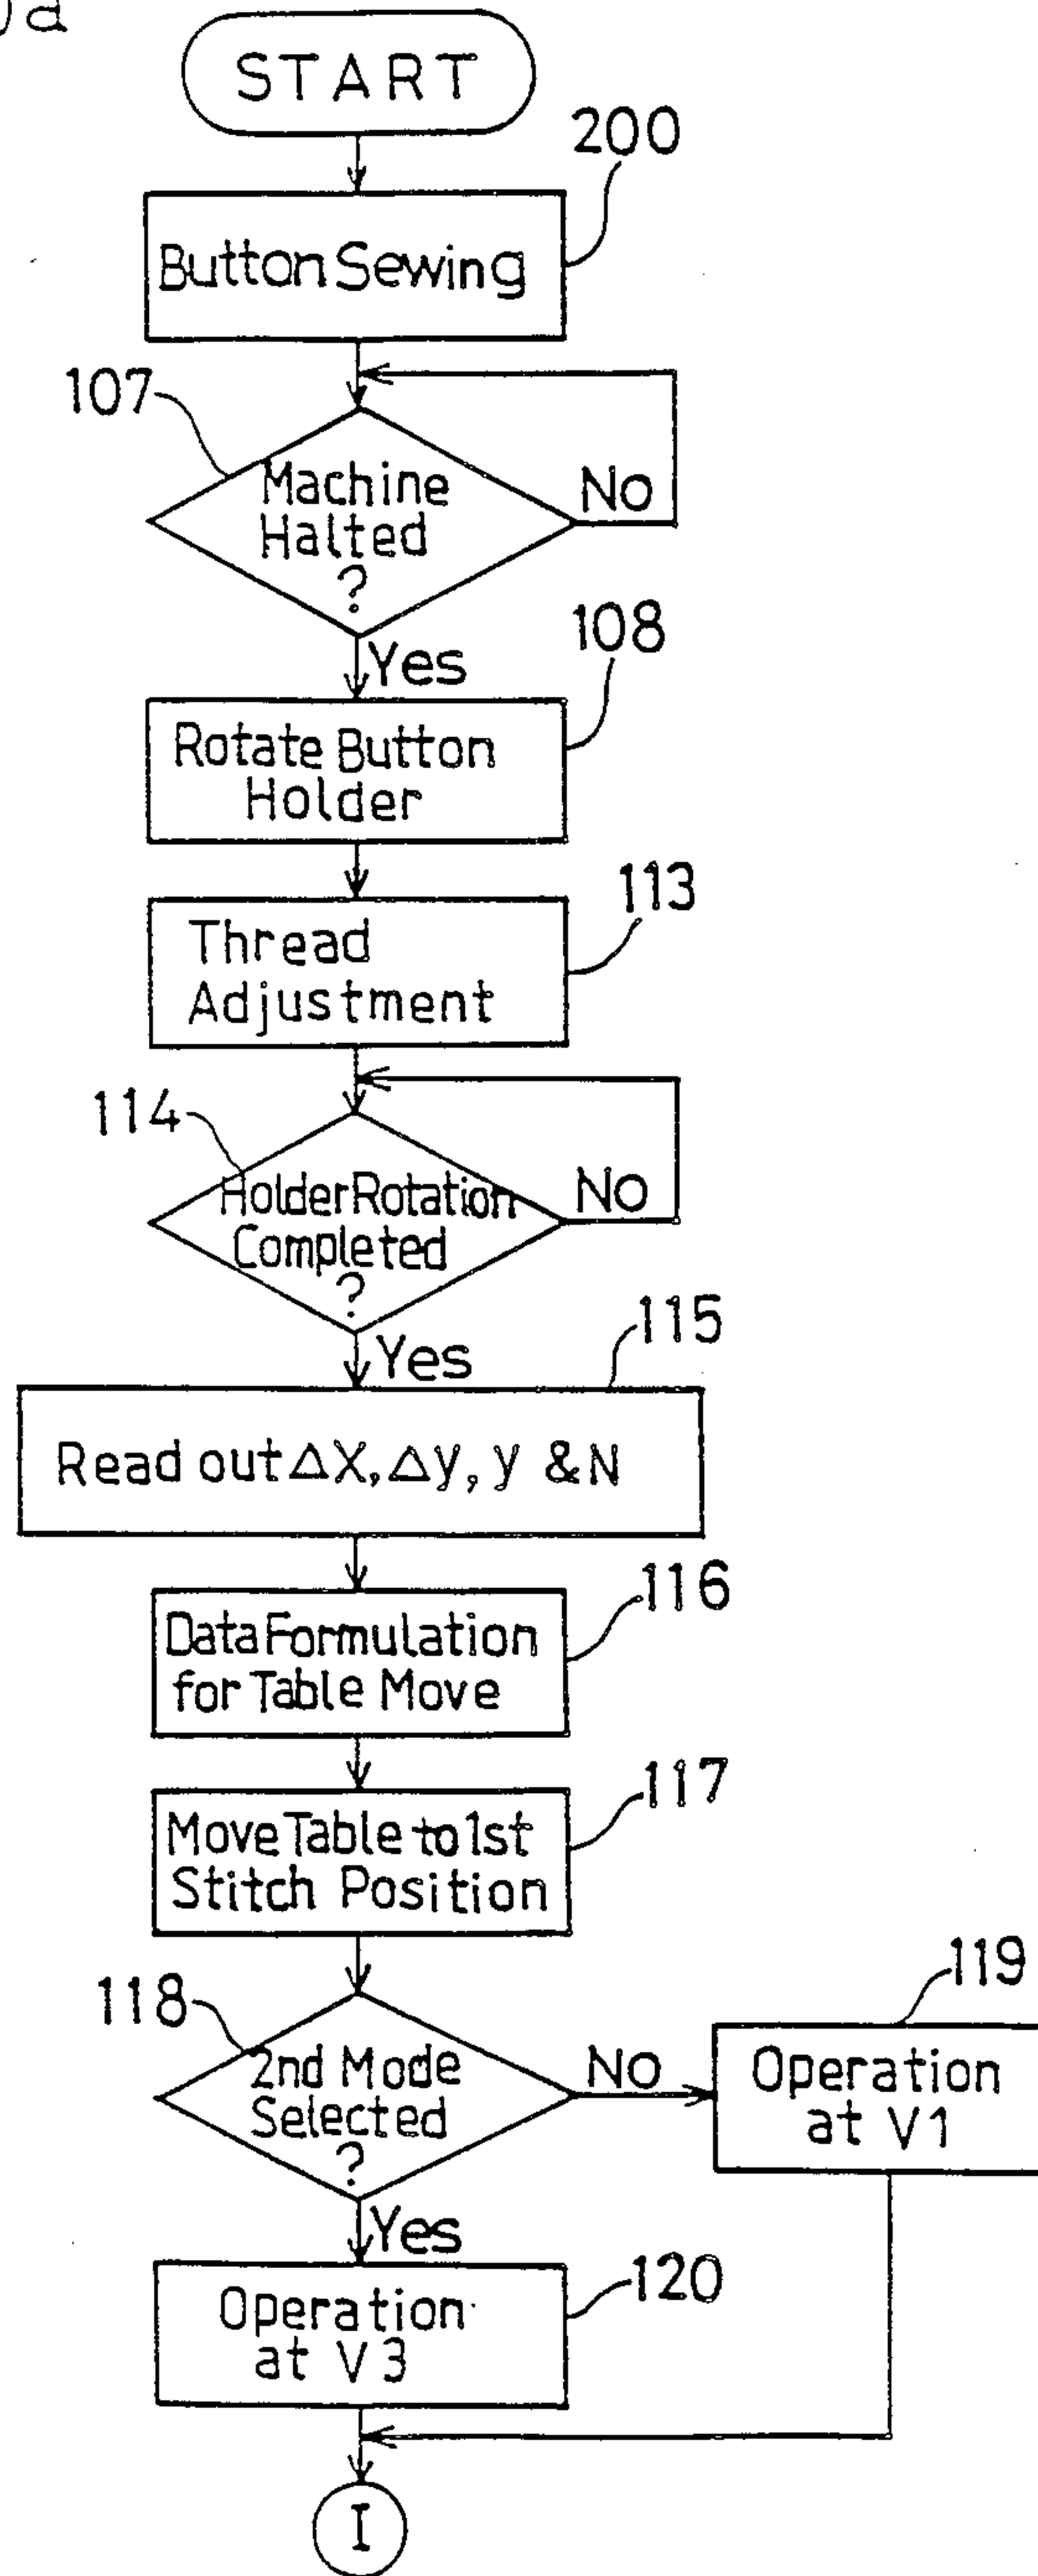 START
200
Button Sewing
107
Machine
Halted
?
No
Yes
108
Rotate Button
Holder
113
Thread
Adjustment
114
Holder Rotation
Completed
?
No
Yes
115
Read out ΔX, Δy, y & N
116
Data Formulation
for Table Move
117
Move Table to 1st
Stitch Position
118
2nd Mode
Selected
?
No
Yes
119
Operation
at V1
120
Operation
at V3
I